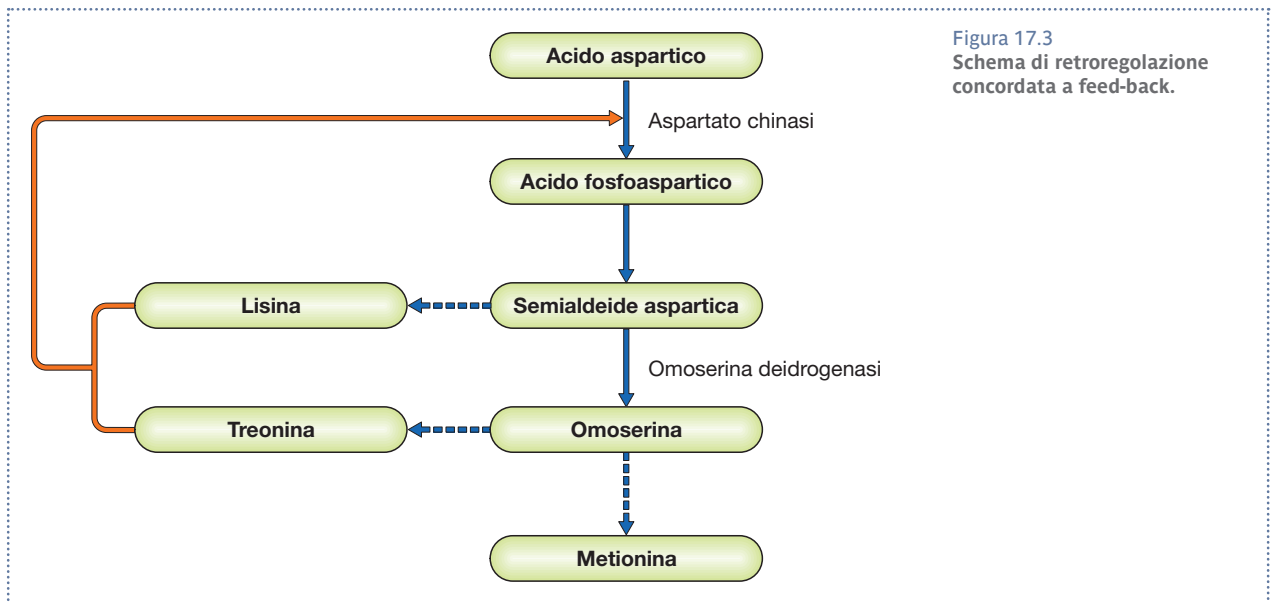 Figura 17.3
Schema di retroregolazione
concordata a feed-back.
Acido aspartico
Aspartato chinasi
Acido fosfoaspartico
Lisina
Semialdeide aspartica
Omoserina deidrogenasi
Treonina
Omoserina
Metionina